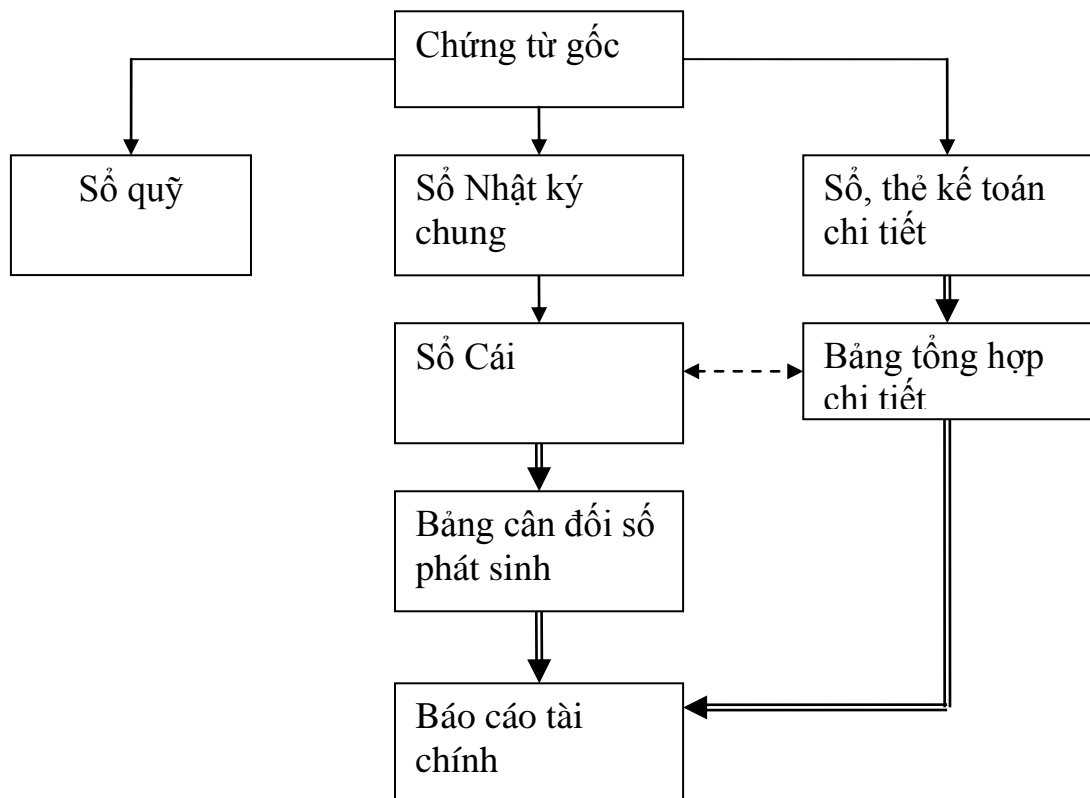 Chứng từ gốc
Sổ quỹ
Sổ Nhật ký
chung
Sổ, thẻ kế toán
chi tiết
Sổ Cái
Bảng tổng hợp
chi tiết
Bảng cân đối số
phát sinh
Báo cáo tài
chính